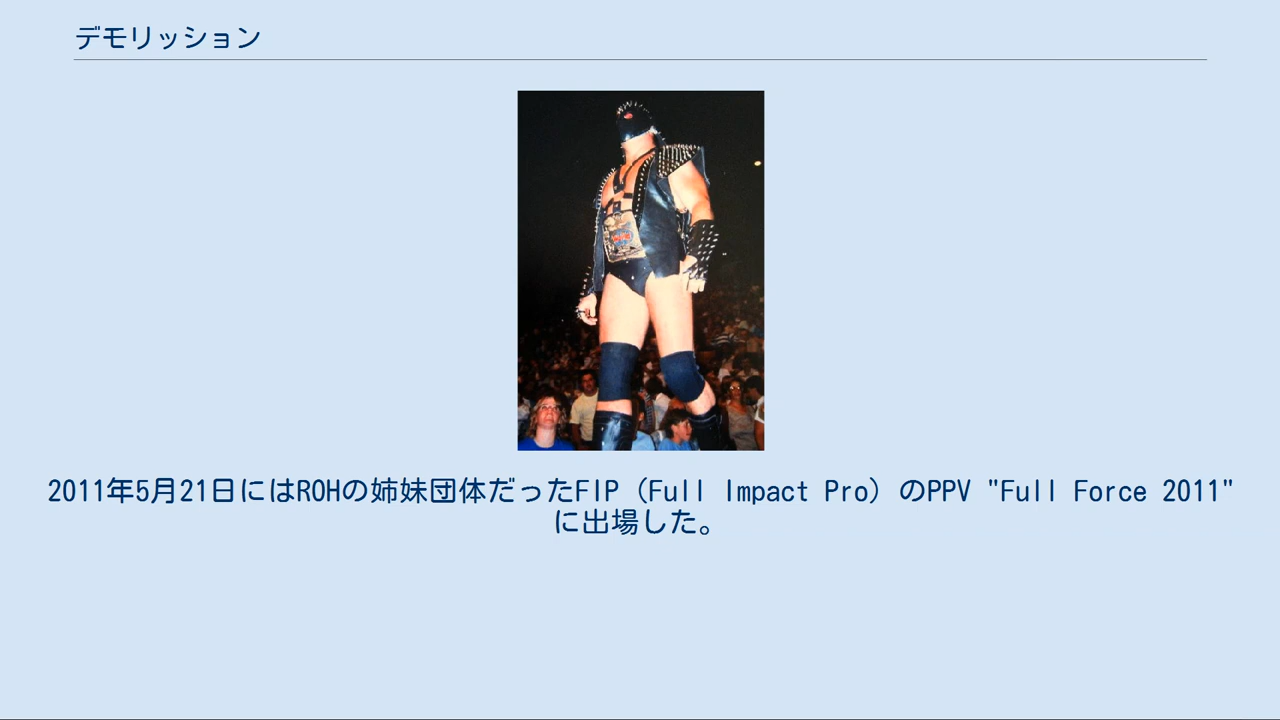 デモリッション
2011年5月21日にはROHの姉妹団体だったFIP（Full Impact Pro）のPPV "Full Force 2011"
に出場した。